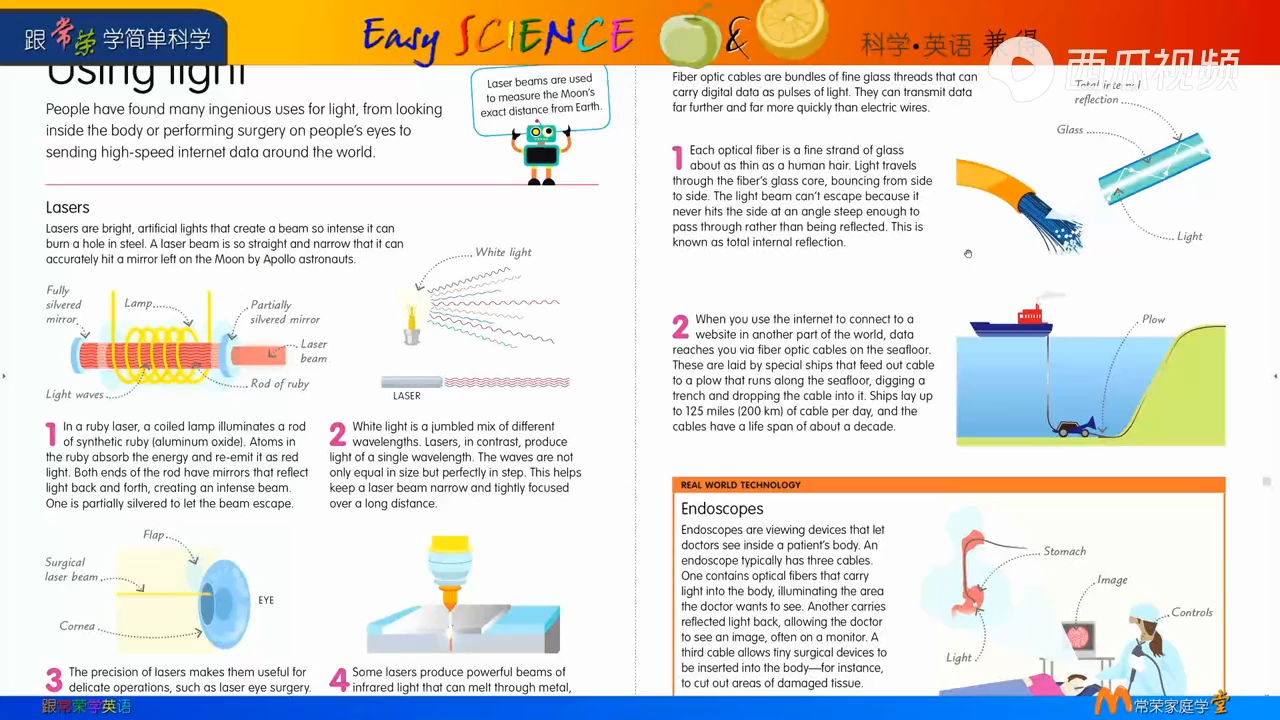 跟常荣学简单科学
Easy SCIENCE & 科学·英语 兼得
西瓜视频
Using light
People have found many ingenious uses for light, from looking
inside the body or performing surgery on people's eyes to
sending high-speed internet data around the world.
Laser beams are used
to measure the Moon's
exact distance from Earth.
Lasers
Lasers are bright, artificial lights that create a beam so intense it can
burn a hole in steel. A laser beam is so straight and narrow that it can
accurately hit a mirror left on the Moon by Apollo astronauts.
Fully
silvered
mirror
Lamp
Partially
silvered mirror
Laser
beam
Rod of ruby
Light waves
White light
LASER
1 In a ruby laser, a coiled lamp illuminates a rod
of synthetic ruby (aluminum oxide). Atoms in
the ruby absorb the energy and re-emit it as red
light. Both ends of the rod have mirrors that reflect
light back and forth, creating an intense beam.
One is partially silvered to let the beam escape.
2 White light is a jumbled mix of different
wavelengths. Lasers, in contrast, produce
light of a single wavelength. The waves are not
only equal in size but perfectly in step. This helps
keep a laser beam narrow and tightly focused
over a long distance.
Flap
Surgical
laser beam
Cornea
EYE
3 The precision of lasers makes them useful for
delicate operations, such as laser eye surgery.
4 Some lasers produce powerful beams of
infrared light that can melt through metal,
Fiber optic cables are bundles of fine glass threads that can
carry digital data as pulses of light. They can transmit data
far further and far more quickly than electric wires.
Total internal
reflection
Glass
Light
1 Each optical fiber is a fine strand of glass
about as thin as a human hair. Light travels
through the fiber's glass core, bouncing from side
to side. The light beam can't escape because it
never hits the side at an angle steep enough to
pass through rather than being reflected. This is
known as total internal reflection.
2 When you use the internet to connect to a
website in another part of the world, data
reaches you via fiber optic cables on the seafloor.
These are laid by special ships that feed out cable
to a plow that runs along the seafloor, digging a
trench and dropping the cable into it. Ships lay up
to 125 miles (200 km) of cable per day, and the
cables have a life span of about a decade.
Plow
REAL WORLD TECHNOLOGY
Endoscopes
Endoscopes are viewing devices that let
doctors see inside a patient's body. An
endoscope typically has three cables.
One contains optical fibers that carry
light into the body, illuminating the area
the doctor wants to see. Another carries
reflected light back, allowing the doctor
to see an image, often on a monitor. A
third cable allows tiny surgical devices to
be inserted into the body—for instance,
to cut out areas of damaged tissue.
Stomach
Image
Controls
Light
跟常荣学英语
常荣家庭学堂